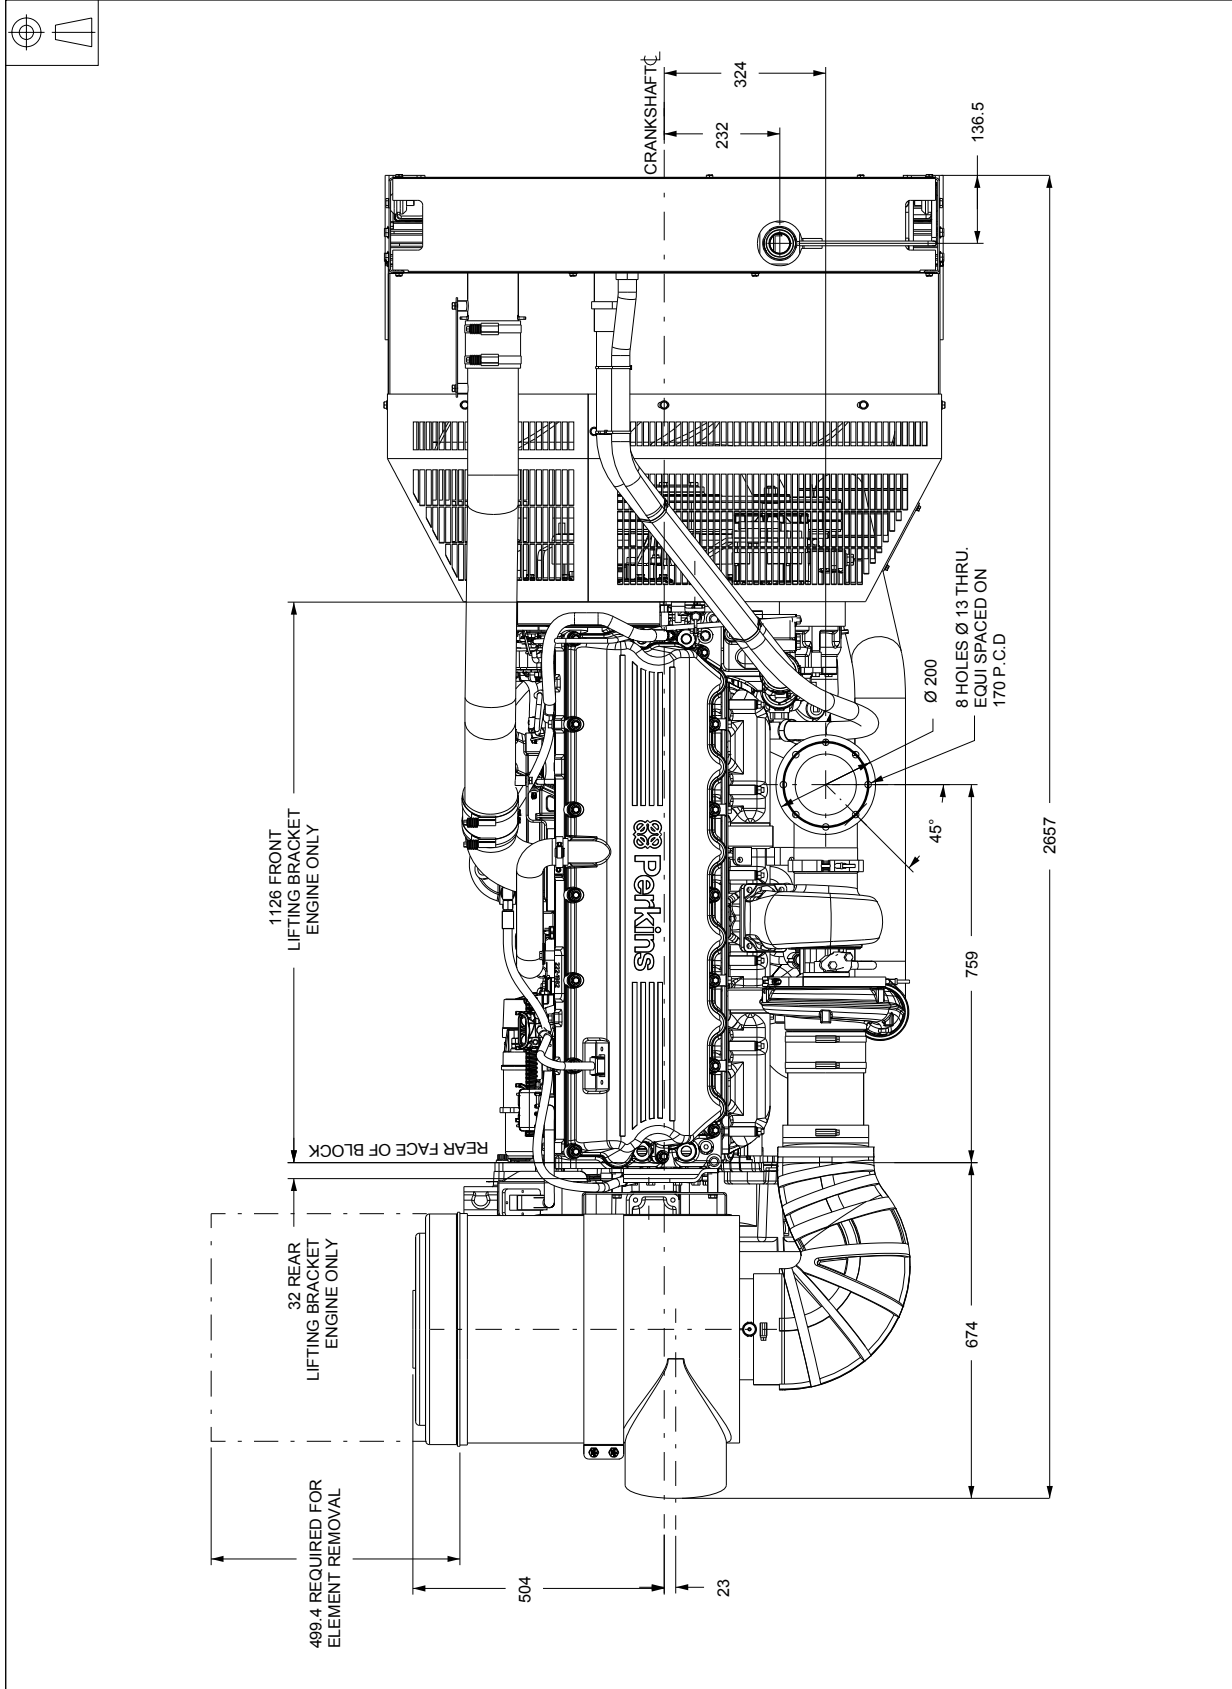 CRANKSHAFT ℄
324
232
136.5
1126 FRONT
LIFTING BRACKET
ENGINE ONLY
REAR FACE OF BLOCK
32 REAR
LIFTING BRACKET
ENGINE ONLY
499.4 REQUIRED FOR
ELEMENT REMOVAL
504
23
Perkins
Ø 200
8 HOLES Ø 13 THRU.
EQUI SPACED ON
170 P.C.D
45°
759
674
2657